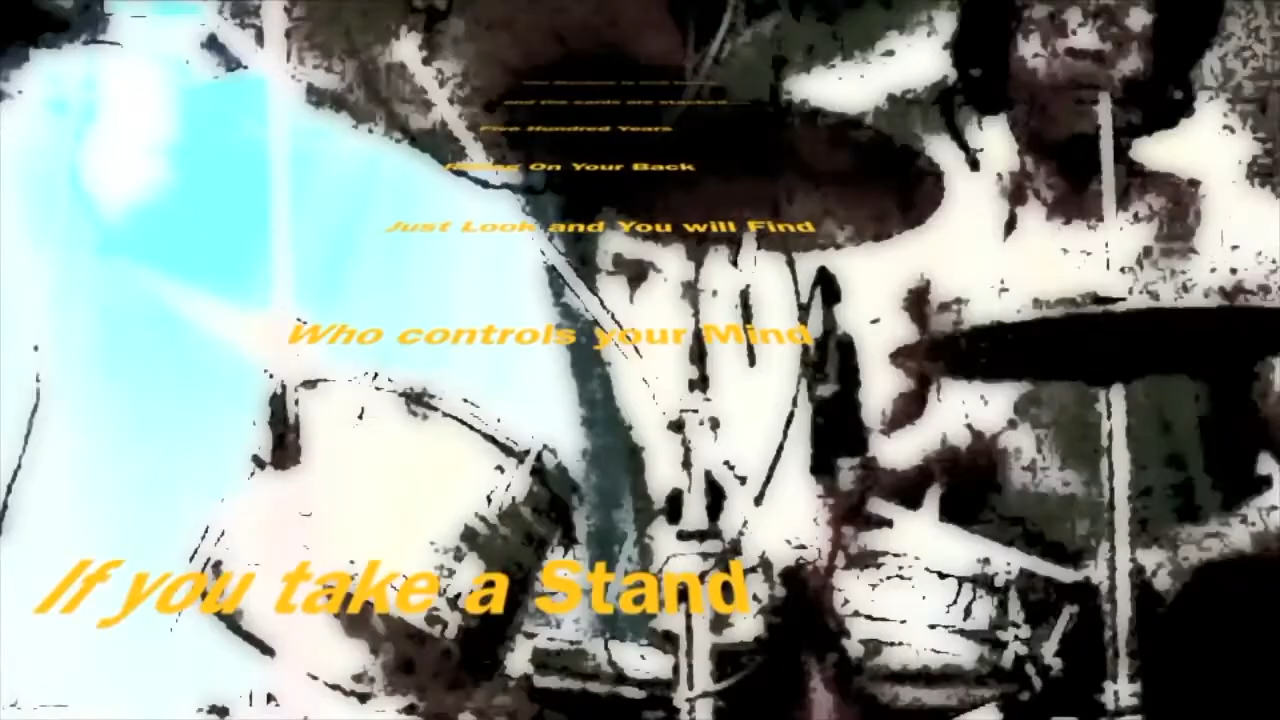 and the cards are stacked
Five Hundred Years
Riding On Your Back
Just Look and You will Find
Who controls your Mind
If you take a Stand